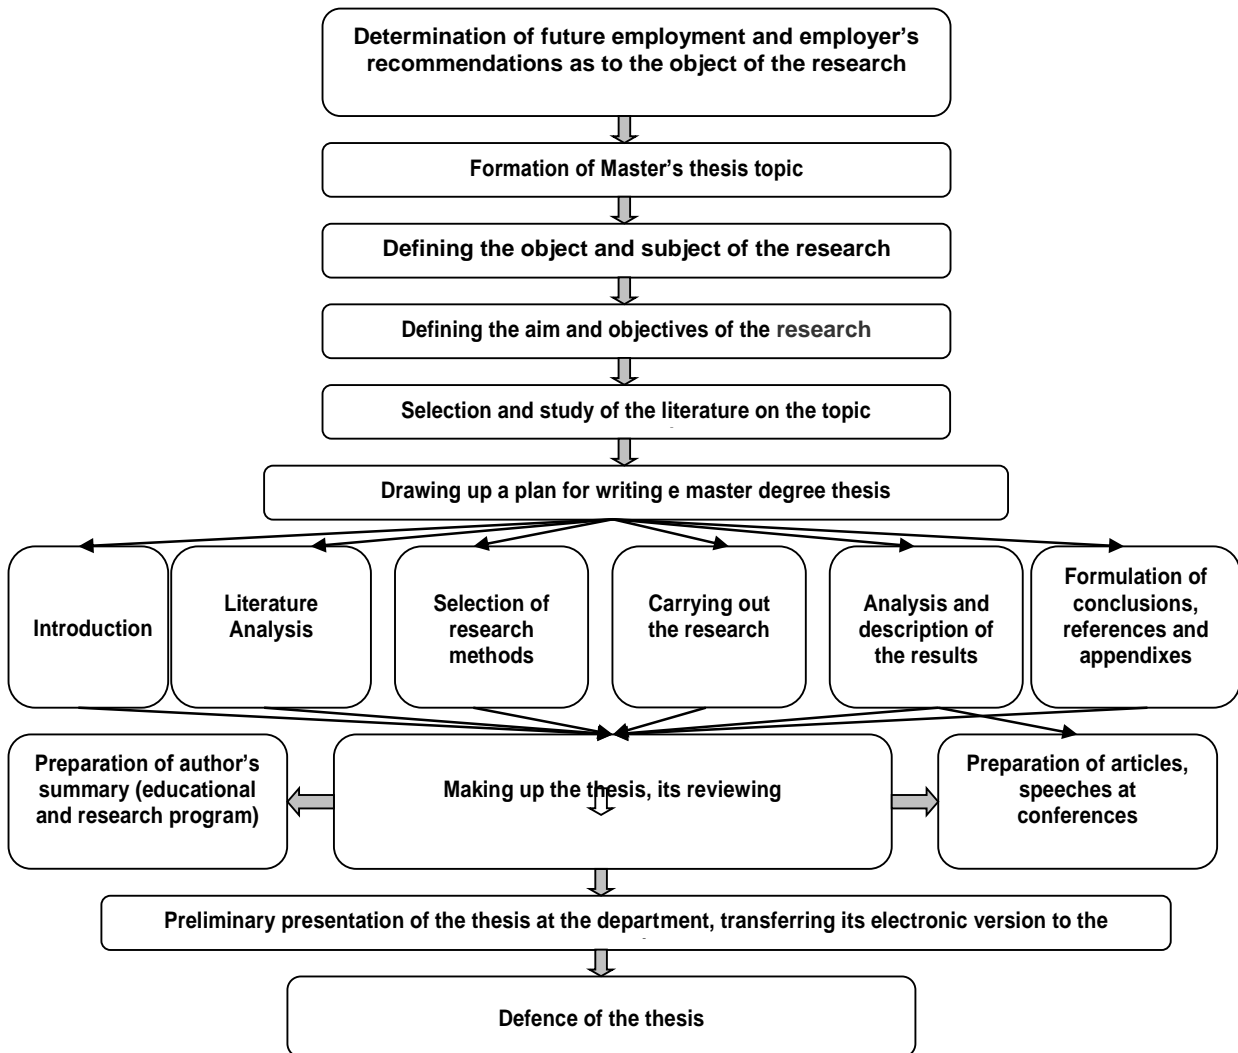 Determination of future employment and employer’s
recommendations as to the object of the research
Formation of Master’s thesis topic
Defining the object and subject of the research
Defining the aim and objectives of the research
Selection and study of the literature on the topic
Drawing up a plan for writing e master degree thesis
Introduction
Literature
Analysis
Selection of
research
methods
Carrying out
the research
Analysis and
description of
the results
Formulation of
conclusions,
references and
appendixes
Preparation of author’s
summary (educational
and research program)
Making up the thesis, its reviewing
Preparation of articles,
speeches at
conferences
Preliminary presentation of the thesis at the department, transferring its electronic version to the
Defence of the thesis